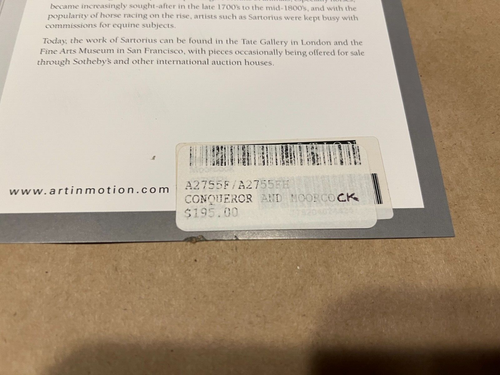 became increasingly sought-after in the late 1700's to the mid-1800's, and with the
popularity of horse racing on the rise, artists such as Sartorius were kept busy with
commissions for equine subjects.
Today, the work of Sartorius can be found in the Tate Gallery in London and the
Fine Arts Museum in San Francisco, with pieces occasionally being offered for sale
through Sotheby's and other international auction houses.
www.artinmotion.com
A2755F/A2755FH
CONQUEROR AND MOORCOCK
$195.00